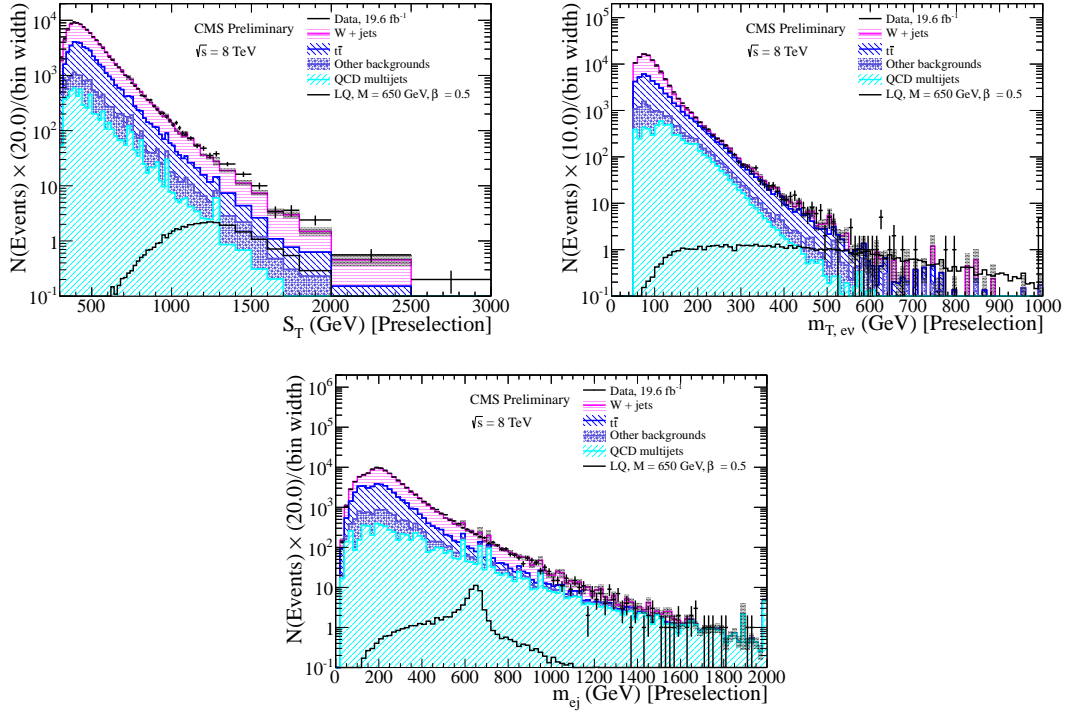 CMS Preliminary
√s = 8 TeV
Data, 19.6 fb⁻¹
W + jets
tt̄
Other backgrounds
QCD multijets
LQ, M = 650 GeV, β = 0.5
N(Events) × (20.0)/(bin width)
10⁴
10³
10²
10
1
10⁻¹
500 1000 1500 2000 2500 3000
S_T (GeV) [Preselection]
CMS Preliminary
√s = 8 TeV
Data, 19.6 fb⁻¹
W + jets
tt̄
Other backgrounds
QCD multijets
LQ, M = 650 GeV, β = 0.5
N(Events) × (10.0)/(bin width)
10⁵
10⁴
10³
10²
10
1
10⁻¹
0 200 400 600 800 1000
m_T, eν (GeV) [Preselection]
CMS Preliminary
√s = 8 TeV
Data, 19.6 fb⁻¹
W + jets
tt̄
Other backgrounds
QCD multijets
LQ, M = 650 GeV, β = 0.5
N(Events) × (20.0)/(bin width)
10⁶
10⁵
10⁴
10³
10²
10
1
10⁻¹
0 200 400 600 800 1000 1200 1400 1600 1800 2000
m_ej (GeV) [Preselection]